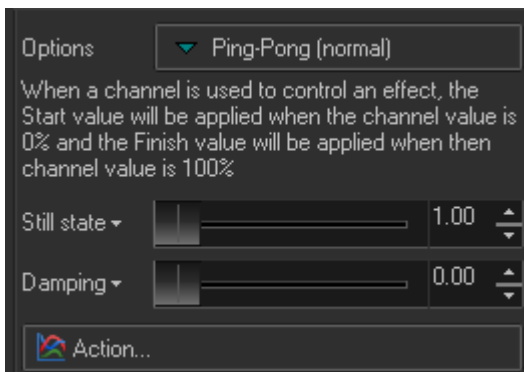 Options Ping-Pong (normal)
When a channel is used to control an effect, the
Start value will be applied when the channel value is
0% and the Finish value will be applied when then
channel value is 100%
Still state 1.00
Damping 0.00
Action...